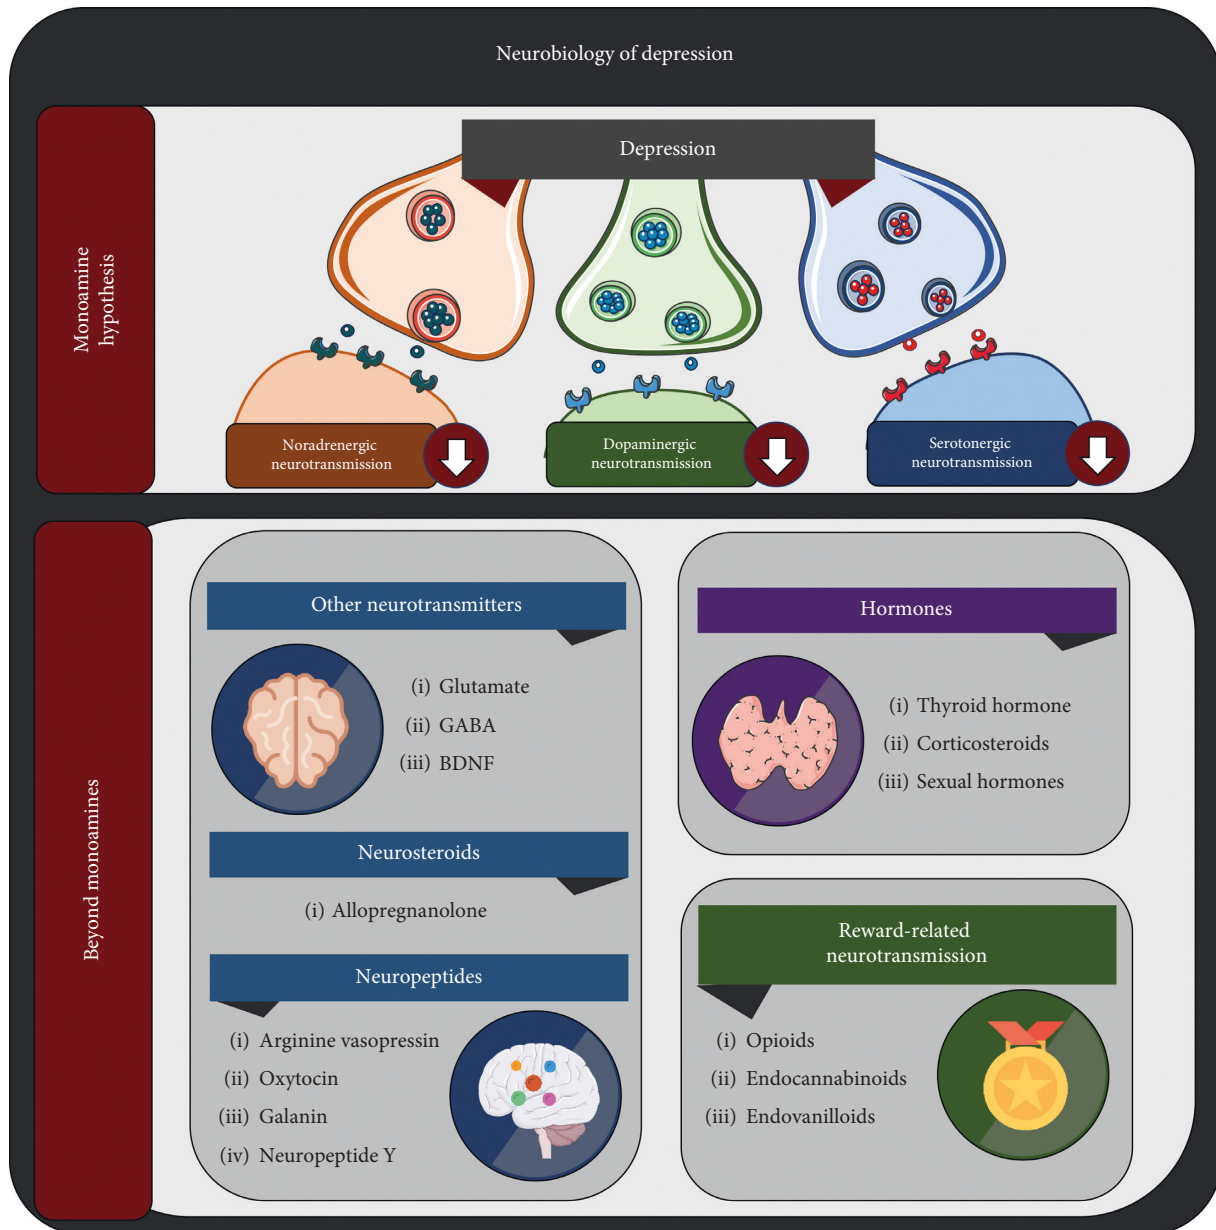 Neurobiology of depression
Monoamine
hypothesis
Depression
Noradrenergic
neurotransmission
Dopaminergic
neurotransmission
Serotonergic
neurotransmission
Beyond monoamines
Other neurotransmitters
(i) Glutamate
(ii) GABA
(iii) BDNF
Neurosteroids
(i) Allopregnanolone
Neuropeptides
(i) Arginine vasopressin
(ii) Oxytocin
(iii) Galanin
(iv) Neuropeptide Y
Hormones
(i) Thyroid hormone
(ii) Corticosteroids
(iii) Sexual hormones
Reward-related
neurotransmission
(i) Opioids
(ii) Endocannabinoids
(iii) Endovanilloids